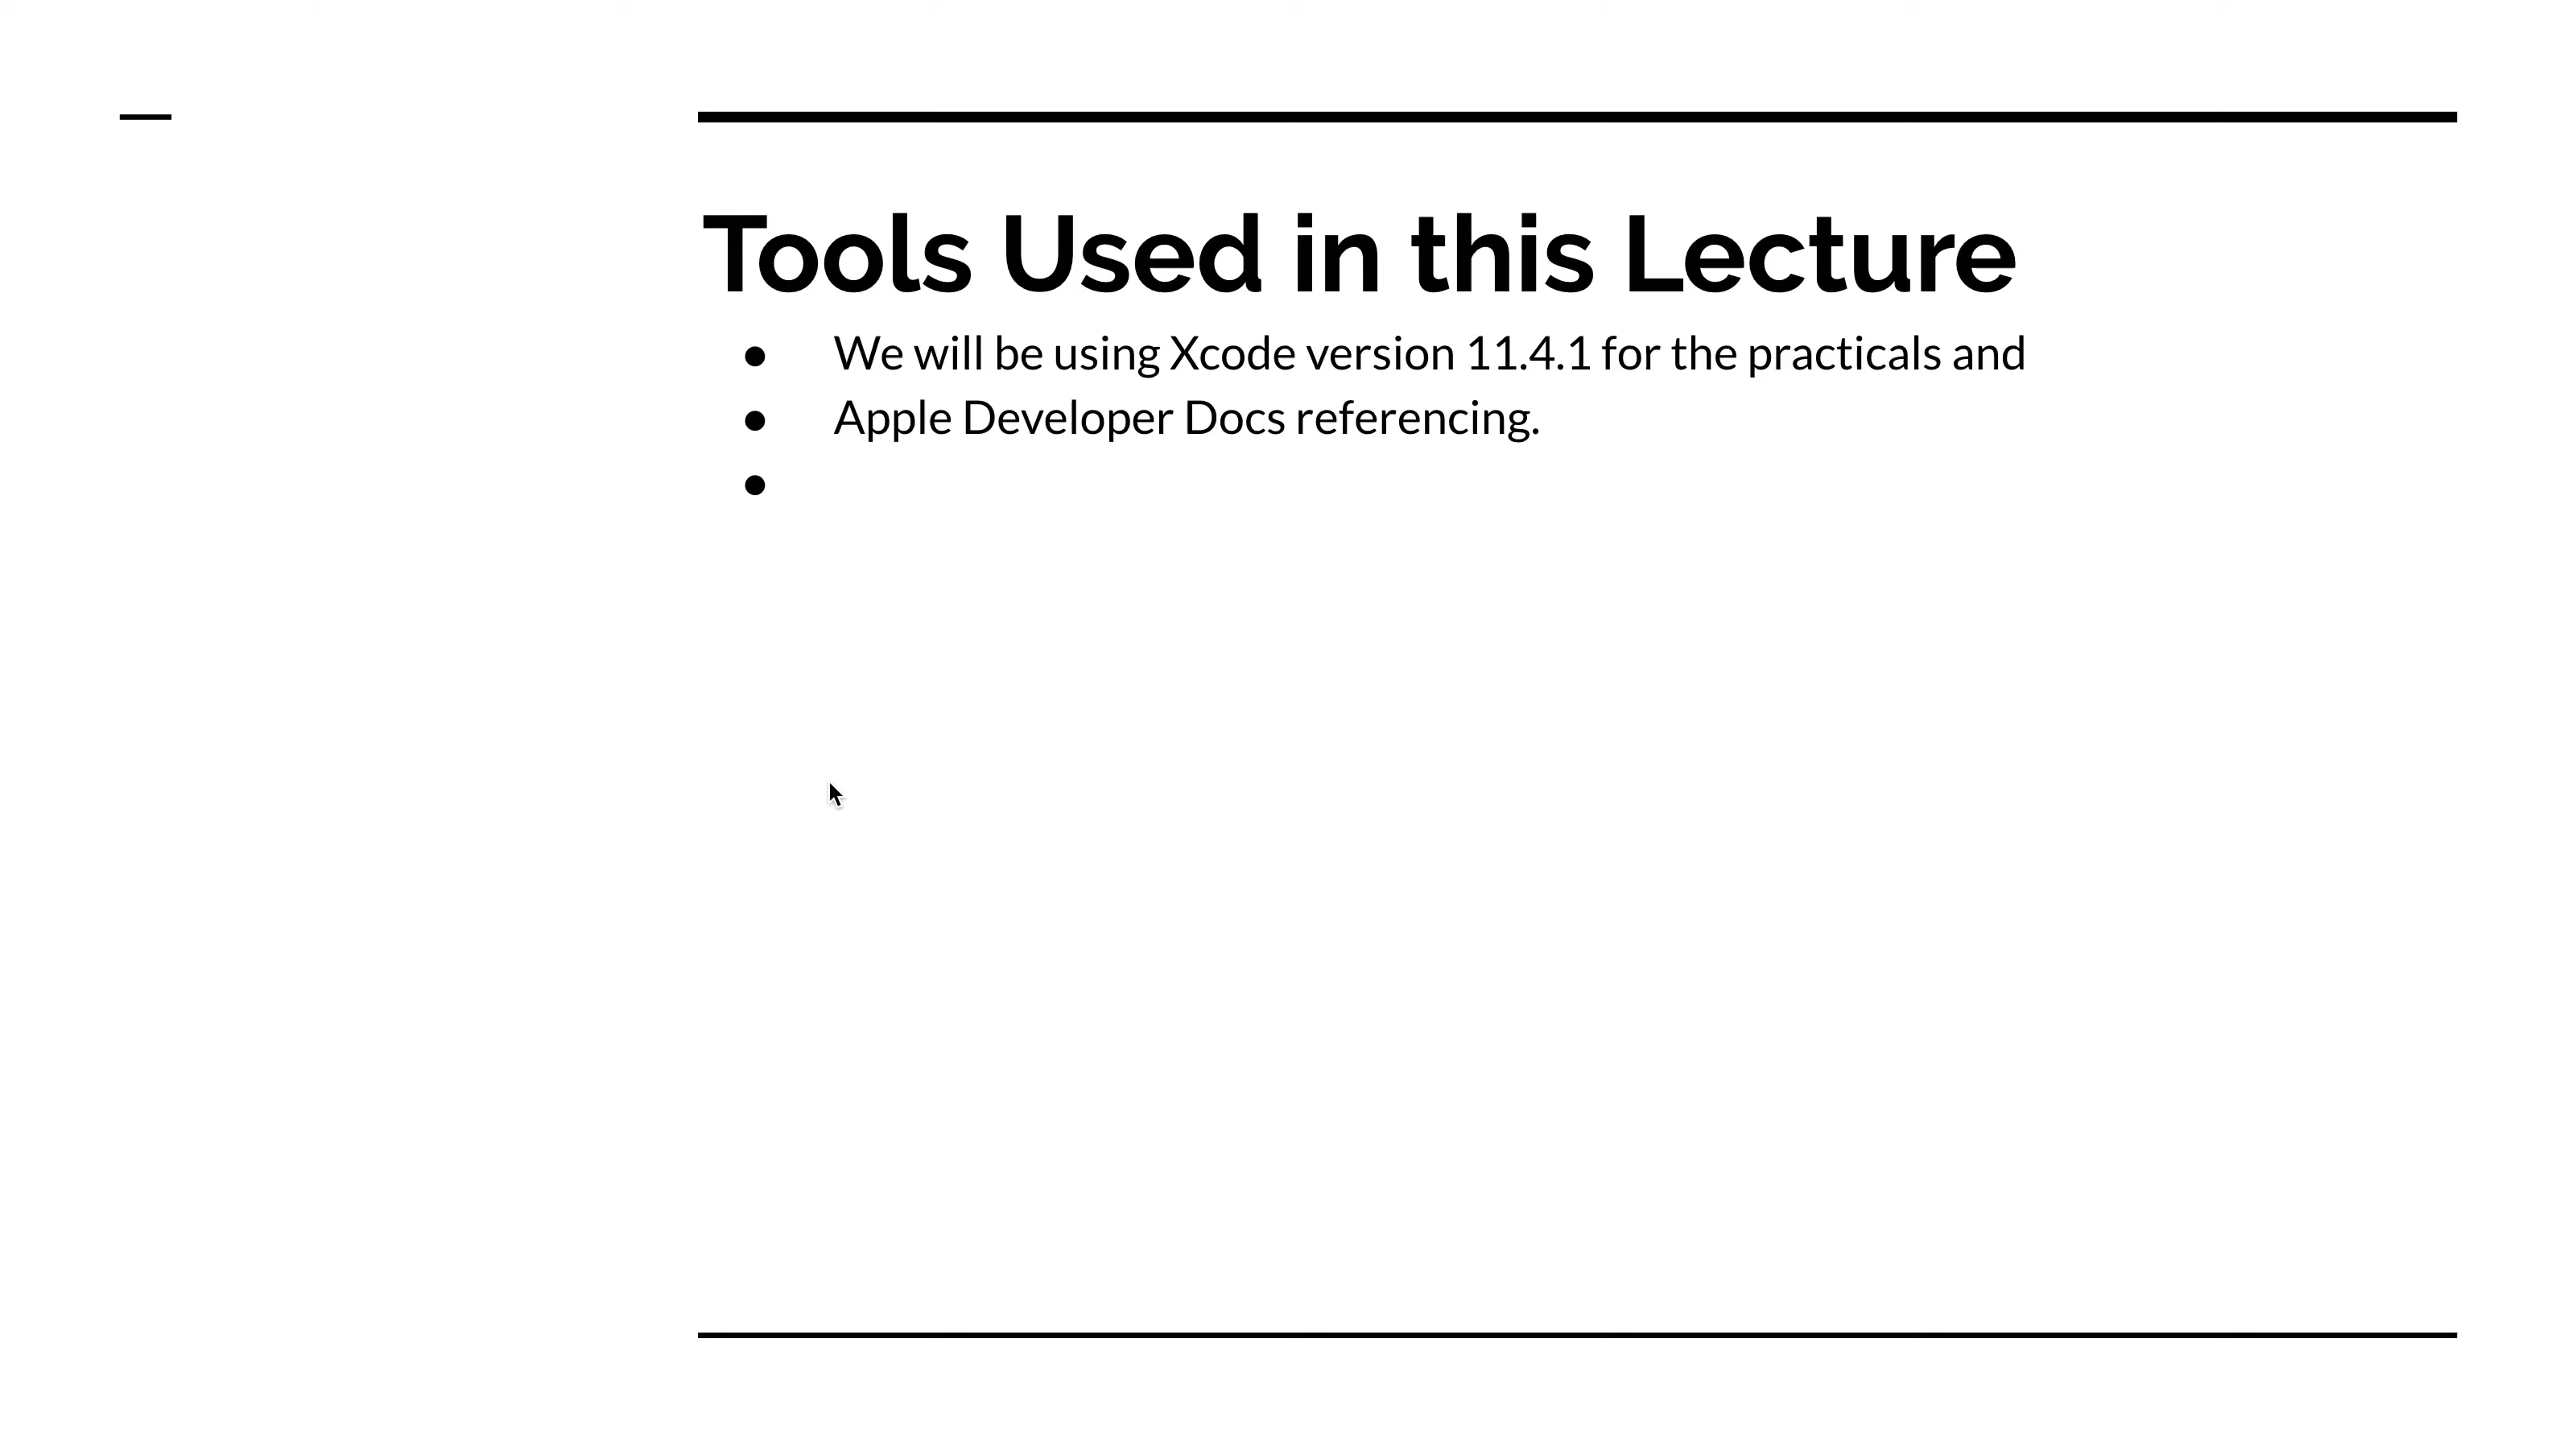 Tools Used in this Lecture
● We will be using Xcode version 11.4.1 for the practicals and
● Apple Developer Docs referencing.
●